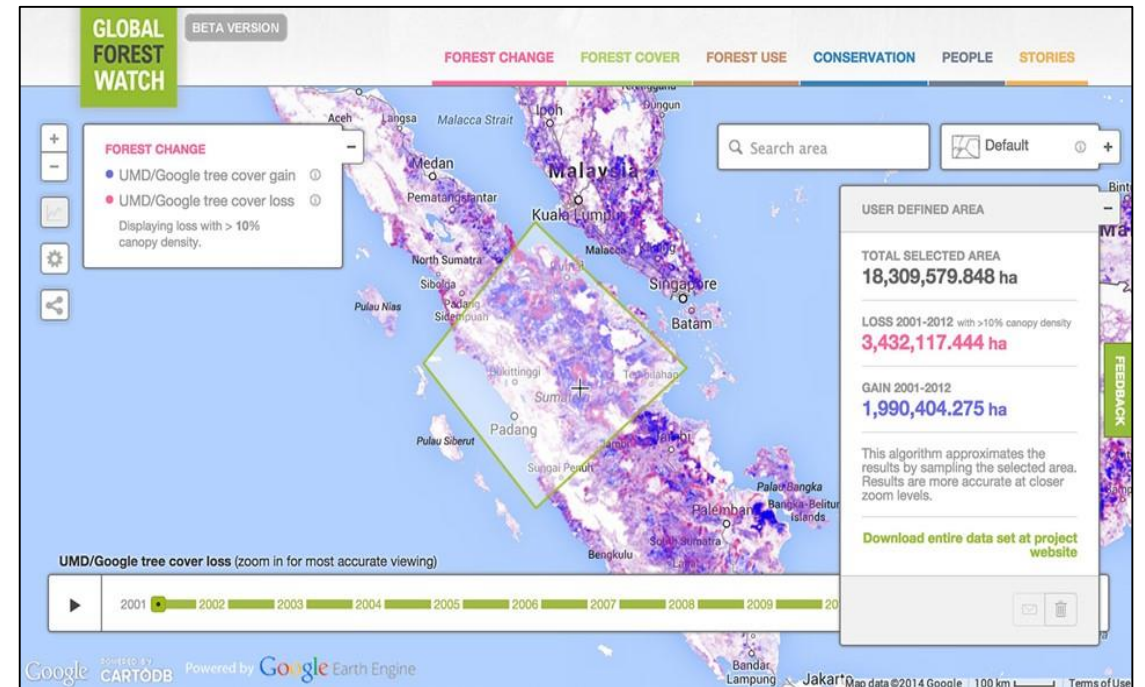 GLOBAL
FOREST
WATCH
BETA VERSION
FOREST CHANGE FOREST COVER FOREST USE CONSERVATION PEOPLE STORIES
FOREST CHANGE
UMD/Google tree cover gain
UMD/Google tree cover loss
Displaying loss with > 10%
canopy density.
Search area
Default
USER DEFINED AREA
TOTAL SELECTED AREA
18,309,579.848 ha
LOSS 2001-2012 with >10% canopy density
3,432,117.444 ha
GAIN 2001-2012
1,990,404.275 ha
This algorithm approximates the
results by sampling the selected area.
Results are more accurate at closer
zoom levels.
Download entire data set at project
website
FEEDBACK
Aceh
Langsa
Malacca Strait
Ipoh
Dungun
Medan
Malaysia
Kuala Lumpur
Malacca
North Sumatra
Sibolga
Padang
Sidempuan
Pulau Nias
Singapore
Batam
Bukittinggi
Padang
Pulau Siberut
Sungai Penuh
Palembang
Bangka-Belitung
Islands
Bengkulu
Bandar
Lampung
Jakarta
UMD/Google tree cover loss (zoom in for most accurate viewing)
2001 2002 2003 2004 2005 2006 2007 2008 2009 20
Google POWERED BY CARTODB Powered by Google Earth Engine
Map data ©2014 Google 100 km Terms of Use